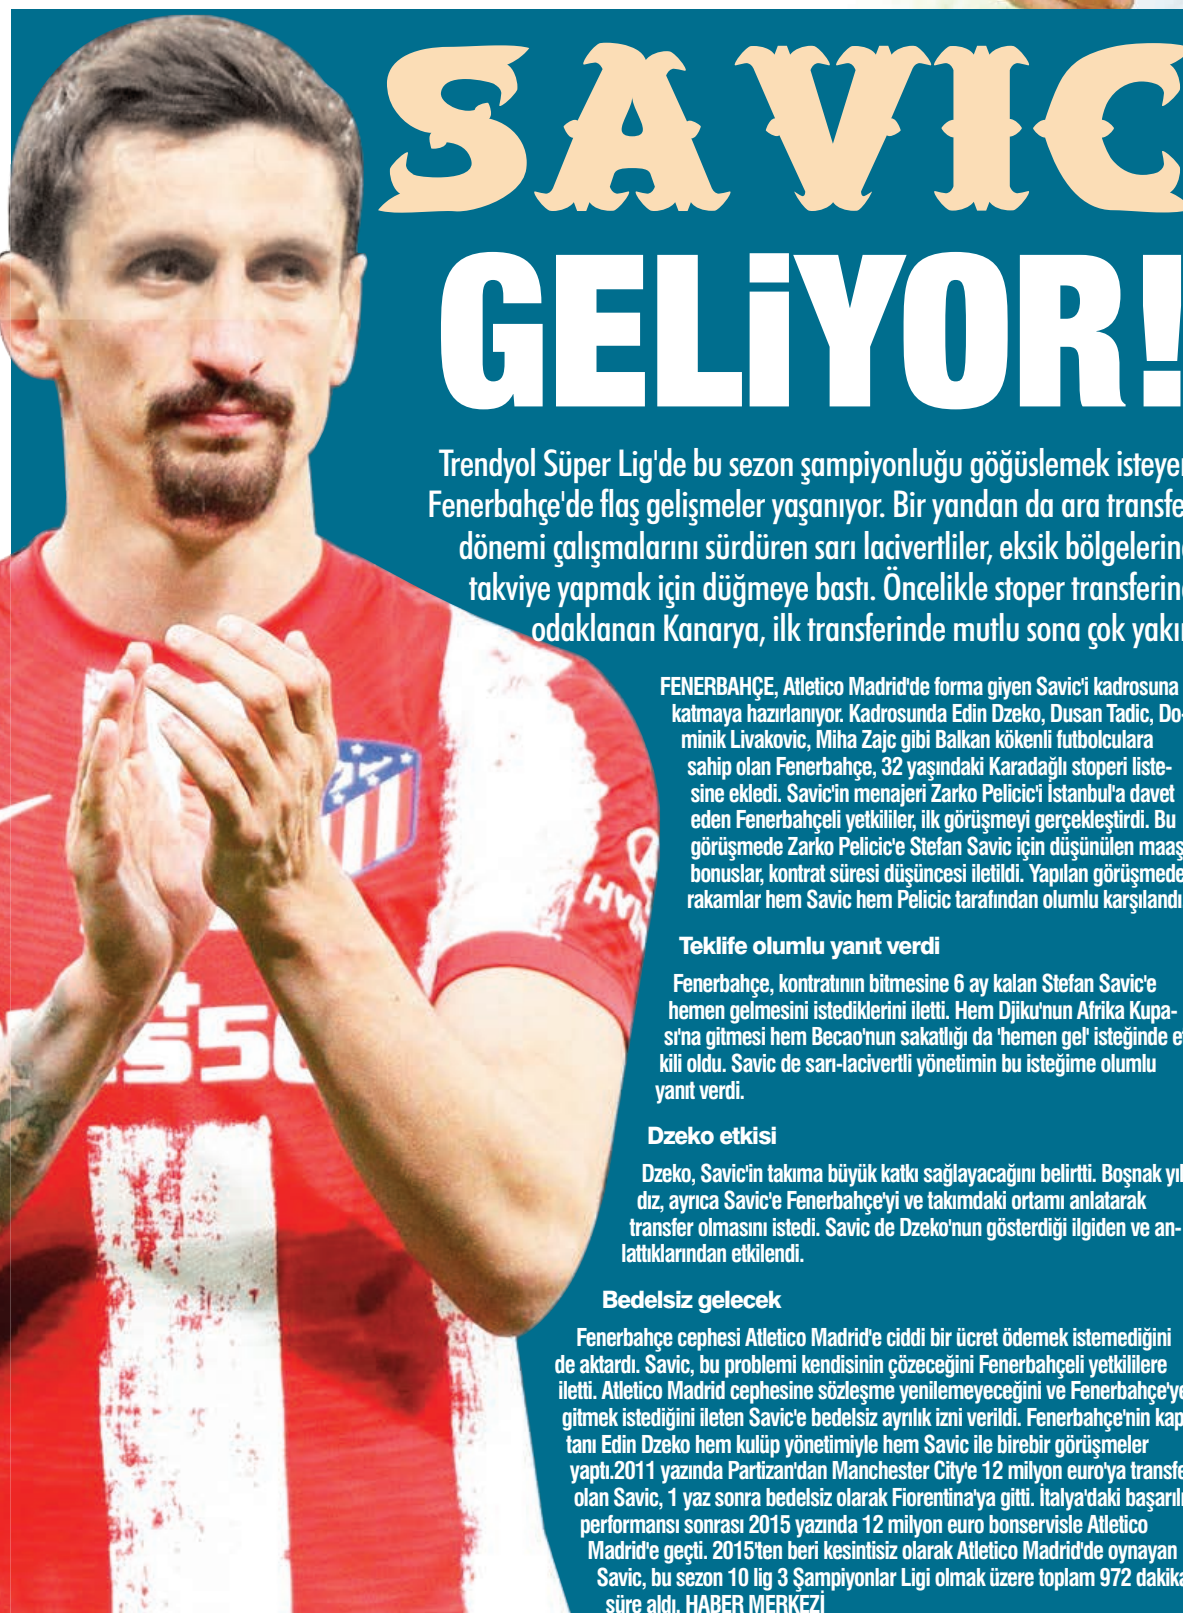 SAVIC
GELİYOR!
Trendyol Süper Lig'de bu sezon şampiyonluğu göğüslemek isteyen
Fenerbahçe'de flaş gelişmeler yaşanıyor. Bir yandan da ara transfer
dönemi çalışmalarını sürdüren sarı lacivertliler, eksik bölgelerine
takviye yapmak için düğmeye bastı. Öncelikle stoper transferine
odaklanan Kanarya, ilk transferinde mutlu sona çok yakın
FENERBAHÇE, Atletico Madrid'de forma giyen Savic'i kadrosuna
katmaya hazırlanıyor. Kadrosunda Edin Dzeko, Dusan Tadic, Do-
minik Livakovic, Miha Zajc gibi Balkan kökenli futbolculara
sahip olan Fenerbahçe, 32 yaşındaki Karadağlı stoperi liste-
sine ekledi. Savic'in menajeri Zarko Pelicic'i İstanbul'a davet
eden Fenerbahçeli yetkililer, ilk görüşmeyi gerçekleştirdi. Bu
görüşmede Zarko Pelicic'e Stefan Savic için düşünülen maaş
bonuslar, kontrat süresi düşüncesi iletildi. Yapılan görüşmede
rakamlar hem Savic hem Pelicic tarafından olumlu karşılandı
Teklife olumlu yanıt verdi
Fenerbahçe, kontratının bitmesine 6 ay kalan Stefan Savic'e
hemen gelmesini istediklerini iletti. Hem Djiku'nun Afrika Kupa-
sı'na gitmesi hem Becao'nun sakatlığı da 'hemen gel' isteğinde et
kili oldu. Savic de sarı-lacivertli yönetimin bu isteğime olumlu
yanıt verdi.
Dzeko etkisi
Dzeko, Savic'in takıma büyük katkı sağlayacağını belirtti. Boşnak yıl
dız, ayrıca Savic'e Fenerbahçe'yi ve takımdaki ortamı anlatarak
transfer olmasını istedi. Savic de Dzeko'nun gösterdiği ilgiden ve an-
lattıklarından etkilendi.
Bedelsiz gelecek
Fenerbahçe cephesi Atletico Madrid'e ciddi bir ücret ödemek istemediğini
de aktardı. Savic, bu problemi kendisinin çözeceğini Fenerbahçeli yetkililere
iletti. Atletico Madrid cephesine sözleşme yenilemeyeceğini ve Fenerbahçe'ye
gitmek istediğini ileten Savic'e bedelsiz ayrılık izni verildi. Fenerbahçe'nin kap
tanı Edin Dzeko hem kulüp yönetimiyle hem Savic ile birebir görüşmeler
yaptı.2011 yazında Partizan'dan Manchester City'e 12 milyon euro'ya transfe
olan Savic, 1 yaz sonra bedelsiz olarak Fiorentina'ya gitti. İtalya'daki başarılı
performansı sonrası 2015 yazında 12 milyon euro bonservisle Atletico
Madrid'e geçti. 2015'ten beri kesintisiz olarak Atletico Madrid'de oynayan
Savic, bu sezon 10 lig 3 Şampiyonlar Ligi olmak üzere toplam 972 dakika
süre aldı. HABER MERKEZİ